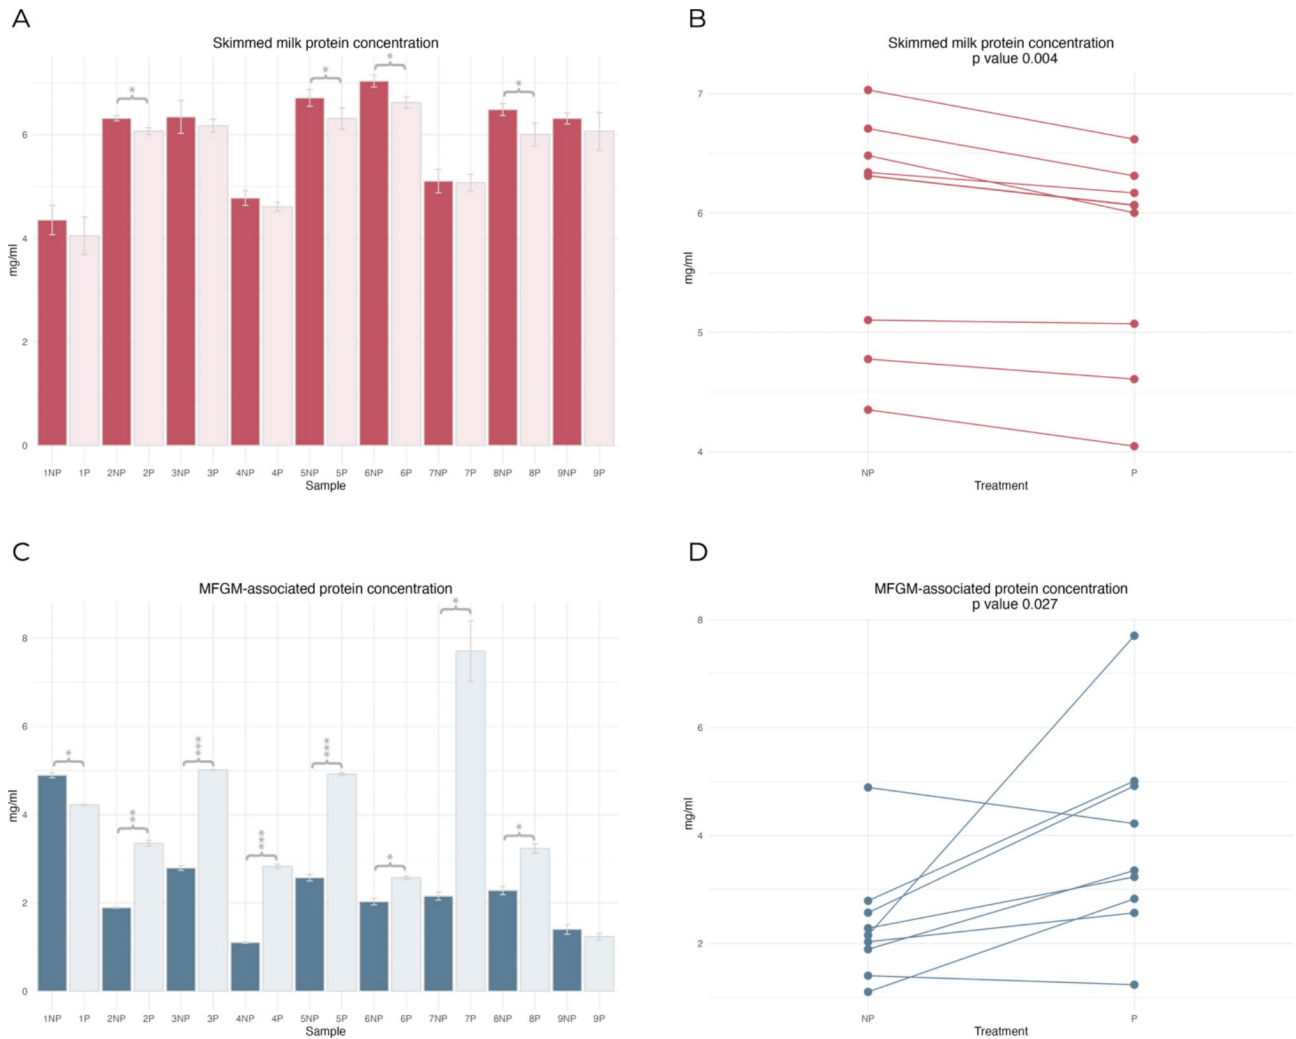 A
Skimmed milk protein concentration
mg/ml
6
4
2
0
*
*
*
*
1NP 1P 2NP 2P 3NP 3P 4NP 4P 5NP 5P 6NP 6P 7NP 7P 8NP 8P 9NP 9P
Sample
B
Skimmed milk protein concentration
p value 0.004
mg/ml
7
6
5
4
NP P
Treatment
C
MFGM-associated protein concentration
mg/ml
8
6
4
2
0
*
**
***
***
***
*
*
*
1NP 1P 2NP 2P 3NP 3P 4NP 4P 5NP 5P 6NP 6P 7NP 7P 8NP 8P 9NP 9P
Sample
D
MFGM-associated protein concentration
p value 0.027
mg/ml
8
6
4
2
NP P
Treatment